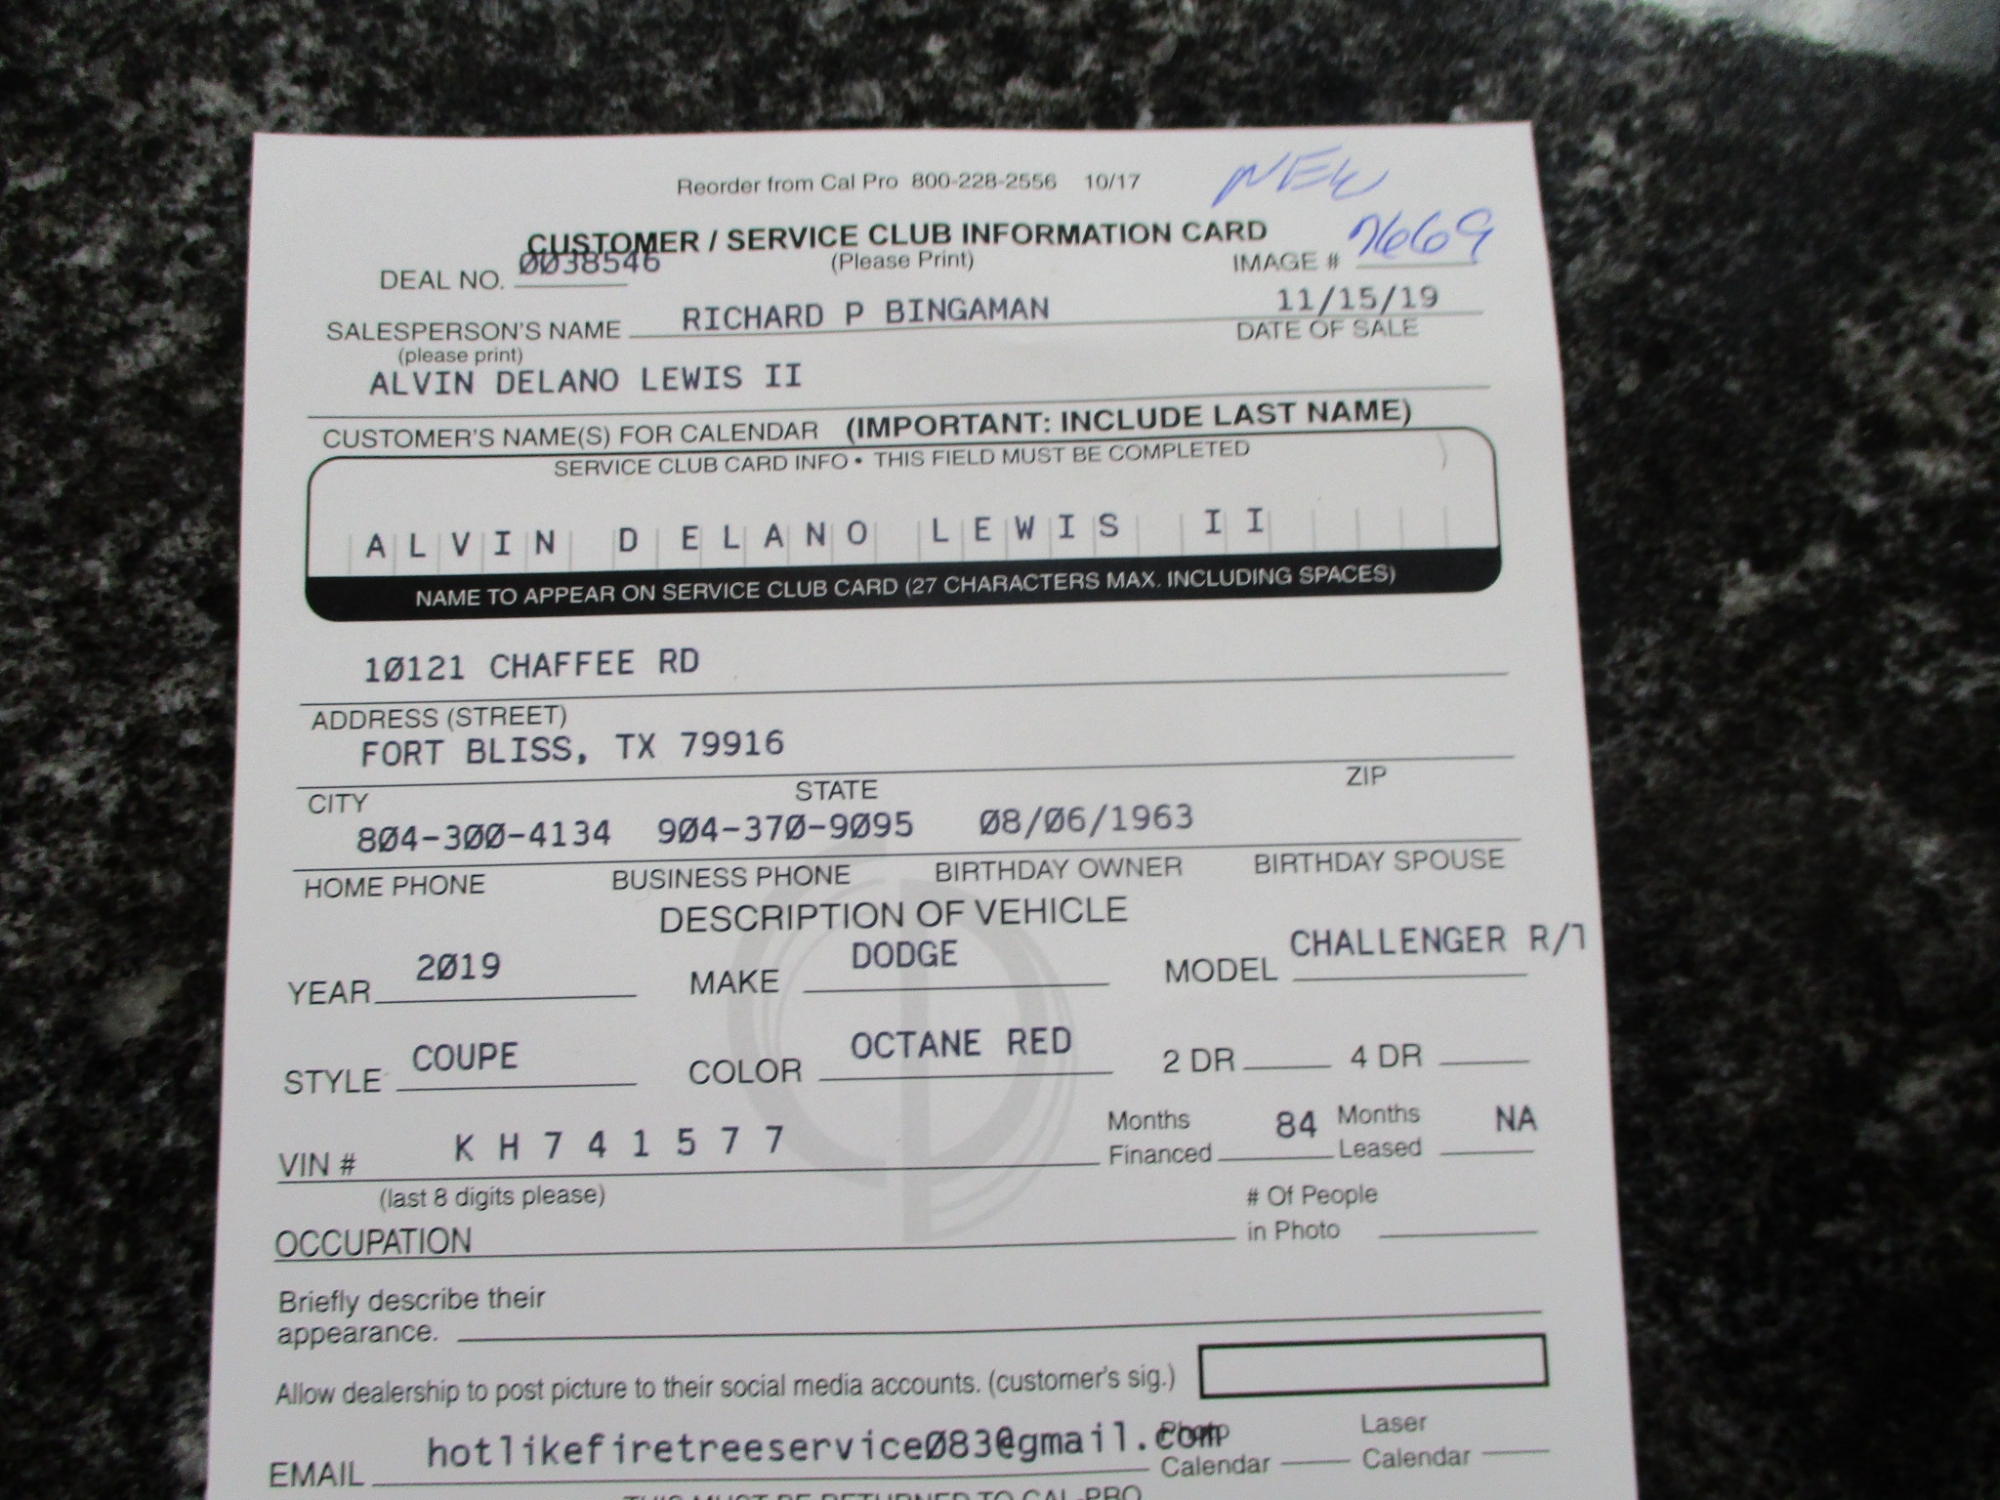 Reorder from Cal Pro 800-228-2556 10/17
NEW
CUSTOMER / SERVICE CLUB INFORMATION CARD
(Please Print)
DEAL NO. 0038546
IMAGE # 7669
SALESPERSON'S NAME RICHARD P BINGAMAN 11/15/19
(please print) DATE OF SALE
ALVIN DELANO LEWIS II
CUSTOMER'S NAME(S) FOR CALENDAR (IMPORTANT: INCLUDE LAST NAME)
SERVICE CLUB CARD INFO • THIS FIELD MUST BE COMPLETED
ALVIN DELANO LEWIS II
NAME TO APPEAR ON SERVICE CLUB CARD (27 CHARACTERS MAX. INCLUDING SPACES)
10121 CHAFFEE RD
ADDRESS (STREET)
FORT BLISS, TX 79916
CITY STATE ZIP
804-300-4134 904-370-9095 08/06/1963
HOME PHONE BUSINESS PHONE BIRTHDAY OWNER BIRTHDAY SPOUSE
DESCRIPTION OF VEHICLE
YEAR 2019 MAKE DODGE MODEL CHALLENGER R/T
STYLE COUPE COLOR OCTANE RED 2 DR 4 DR
VIN # KH741577 Months Financed 84 Months Leased NA
(last 8 digits please)
OCCUPATION # Of People in Photo
Briefly describe their
appearance.
Allow dealership to post picture to their social media accounts. (customer's sig.)
EMAIL hotlikefiretreeservice083@gmail.com Photo Calendar Laser Calendar
THIS MUST BE RETURNED TO CAL-PRO